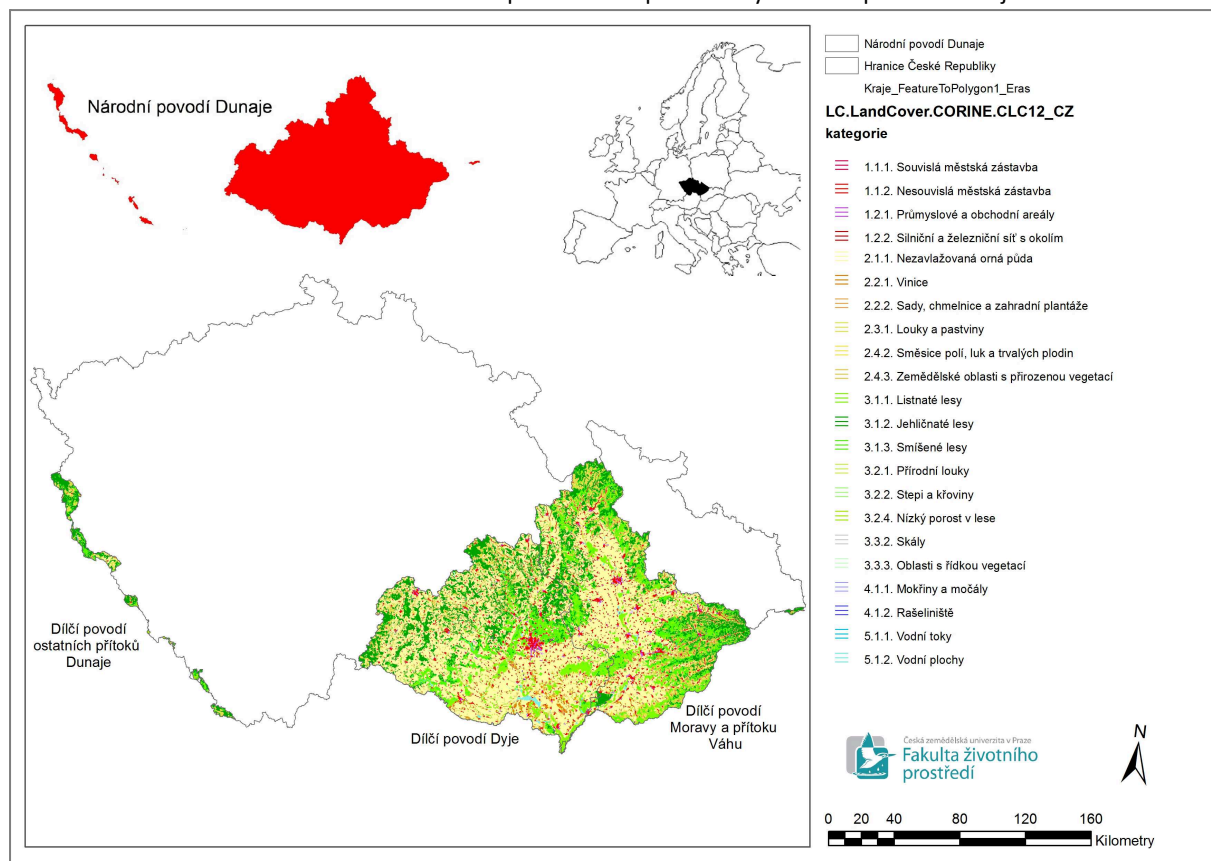 Národní povodí Dunaje
Národní povodí Dunaje
Hranice České Republiky
Kraje_FeatureToPolygon1_Eras
LC.LandCover.CORINE.CLC12_CZ
kategorie
1.1.1. Souvislá městská zástavba
1.1.2. Nesouvislá městská zástavba
1.2.1. Průmyslové a obchodní areály
1.2.2. Silniční a železniční síť s okolím
2.1.1. Nezavlažovaná orná půda
2.2.1. Vinice
2.2.2. Sady, chmelnice a zahradní plantáže
2.3.1. Louky a pastviny
2.4.2. Směsice polí, luk a trvalých plodin
2.4.3. Zemědělské oblasti s přirozenou vegetací
3.1.1. Listnaté lesy
3.1.2. Jehličnaté lesy
3.1.3. Smíšené lesy
3.2.1. Přírodní louky
3.2.2. Stepi a křoviny
3.2.4. Nízký porost v lese
3.3.2. Skály
3.3.3. Oblasti s řídkou vegetací
4.1.1. Mokřiny a močály
4.1.2. Rašeliniště
5.1.1. Vodní toky
5.1.2. Vodní plochy
Dílčí povodí
ostatních přítoků
Dunaje
Dílčí povodí Dyje
Dílčí povodí
Moravy a přítoku
Váhu
Česká zemědělská univerzita v Praze
Fakulta životního
prostředí
N
0 20 40 80 120 160
Kilometry